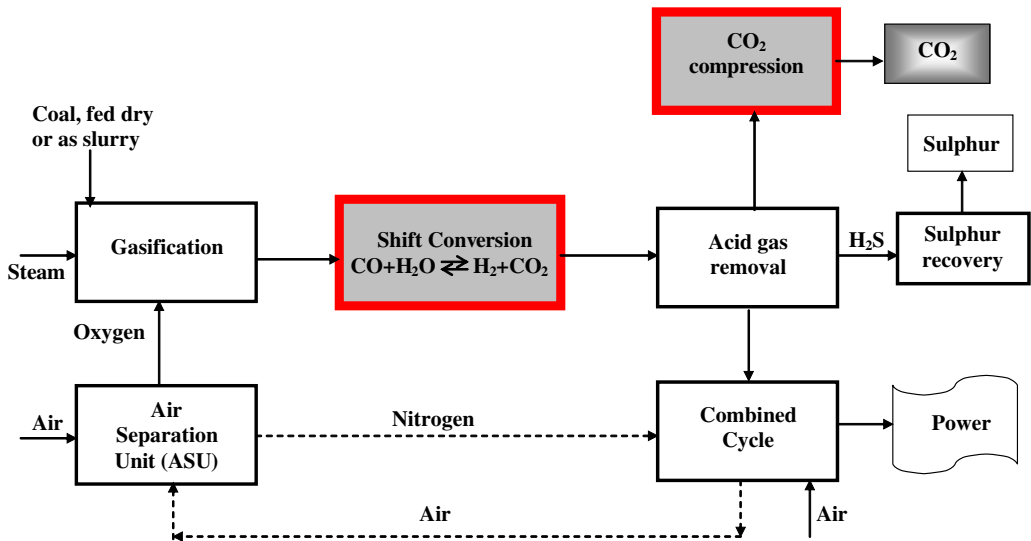 CO₂
compression
CO₂
Coal, fed dry
or as slurry
Sulphur
Gasification
Shift Conversion
CO+H₂O ⇌ H₂+CO₂
Acid gas
removal
H₂S
Sulphur
recovery
Steam
Oxygen
Air
Air
Separation
Unit (ASU)
Nitrogen
Combined
Cycle
Power
Air
Air